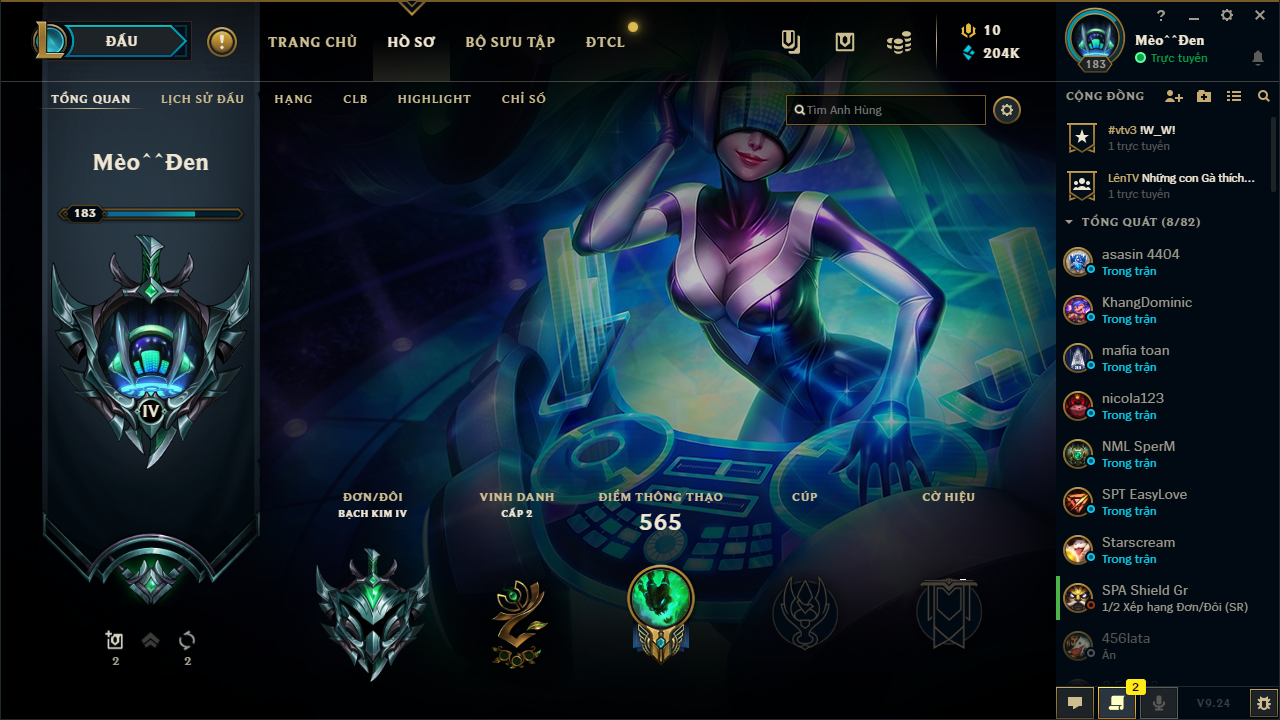 ĐẤU
TRANG CHỦ
HỒ SƠ
BỘ SƯU TẬP
ĐTCL
10
204K
Mèo^^Đen
Trực tuyến
183
TỔNG QUAN
LỊCH SỬ ĐẤU
HẠNG
CLB
HIGHLIGHT
CHỈ SỐ
Tìm Anh Hùng
CỘNG ĐỒNG
Mèo^^Đen
183
IV
#vtv3 !W_W!
1 trực tuyến
LênTV Những con Gà thích...
1 trực tuyến
TỔNG QUÁT (8/82)
asasin 4404
Trong trận
KhangDominic
Trong trận
mafia toan
Trong trận
nicola123
Trong trận
NML SperM
Trong trận
SPT EasyLove
Trong trận
Starscream
Trong trận
SPA Shield Gr
1/2 Xếp hạng Đơn/Đôi (SR)
456lata
Ẩn
ĐƠN/ĐÔI
BẠCH KIM IV
VINH DANH
CẤP 2
ĐIỂM THÔNG THẠO
565
CÚP
CỜ HIỆU
2
2
2
V9.24